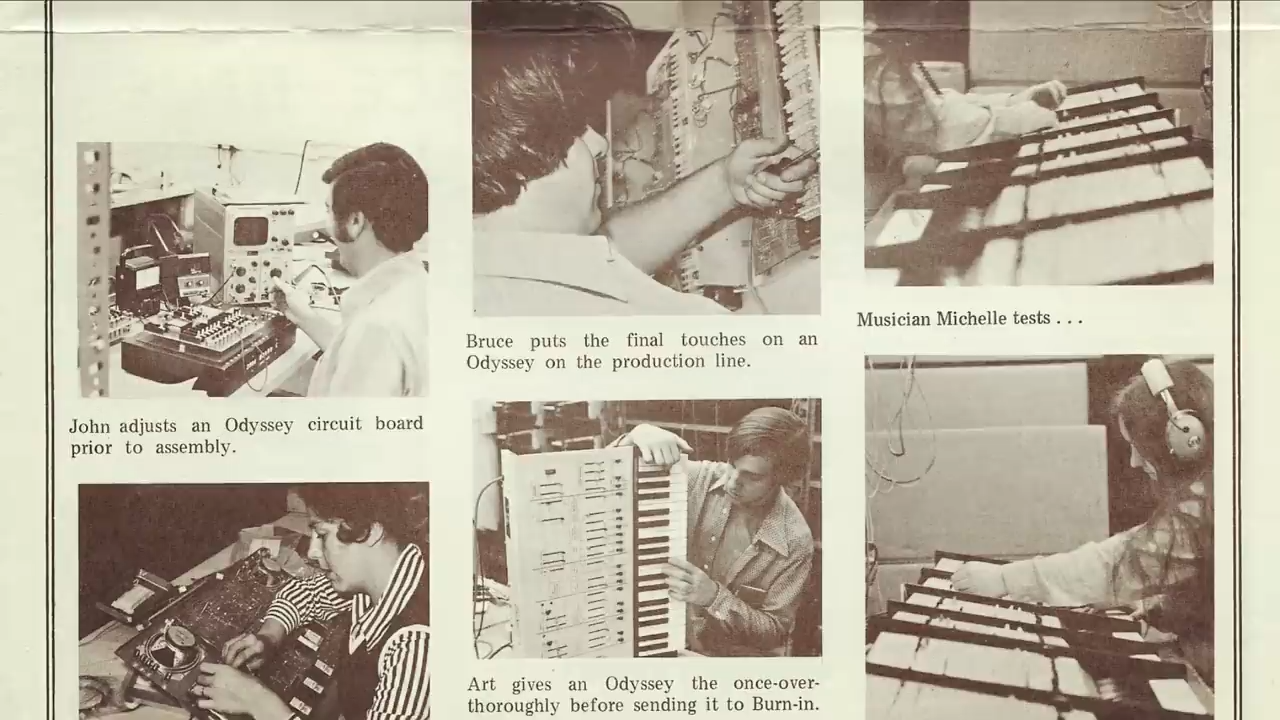 John adjusts an Odyssey circuit board
prior to assembly.
Bruce puts the final touches on an
Odyssey on the production line.
Art gives an Odyssey the once-over-
thoroughly before sending it to Burn-in.
Musician Michelle tests . . .